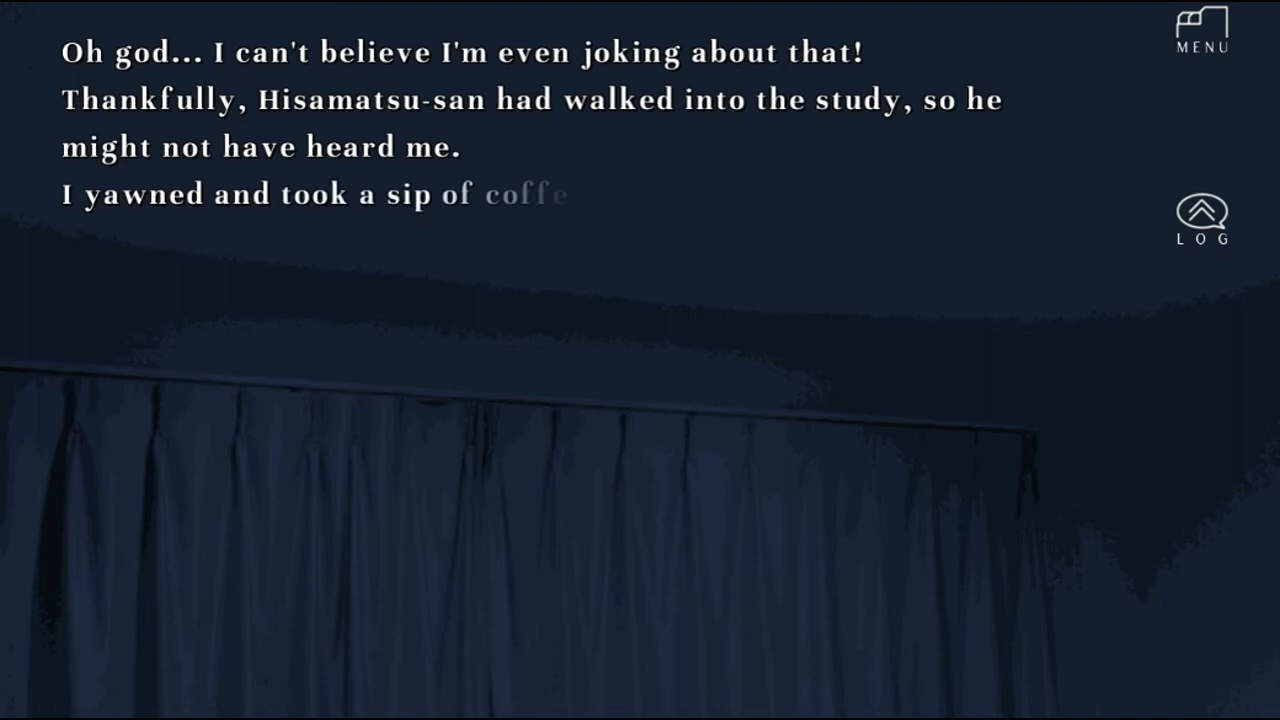 Oh god... I can't believe I'm even joking about that!
Thankfully, Hisamatsu-san had walked into the study, so he
might not have heard me.
I yawned and took a sip of coffe
MENU
LOG